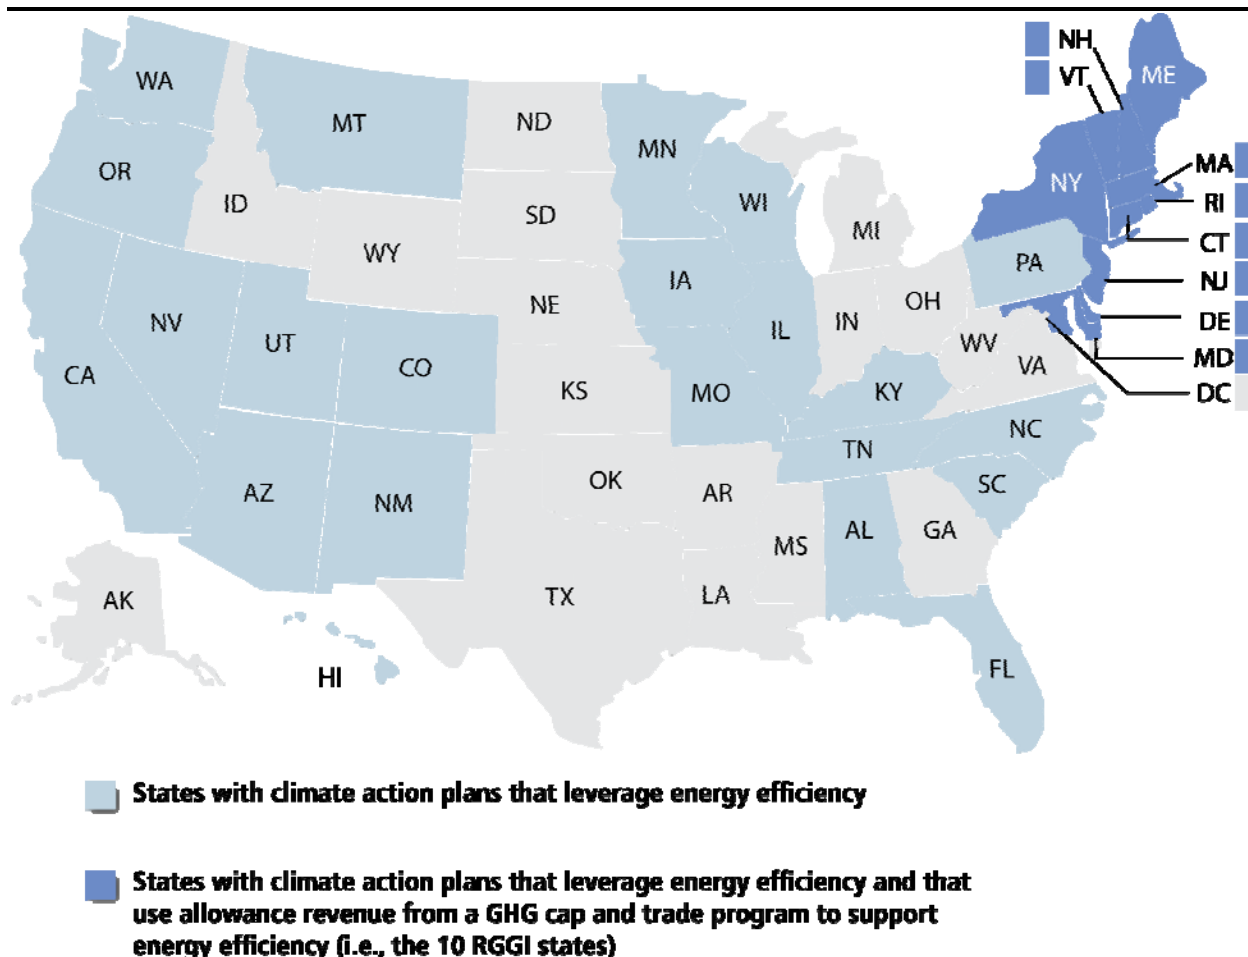 NH
WA
ME
VT
MT
ND
MN
MA
OR
NY
WI
ID
RI
SD
MI
CT
WY
PA
IA
NJ
NE
OH
NV
IN
DE
UT
IL
WV
MD
CO
VA
CA
KS
MO
KY
DC
NC
TN
OK
SC
AZ
AR
NM
AL
GA
MS
AK
TX
LA
HI
FL
States with climate action plans that leverage energy efficiency
States with climate action plans that leverage energy efficiency and that
use allowance revenue from a GHG cap and trade program to support
energy efficiency (i.e., the 10 RGGI states)